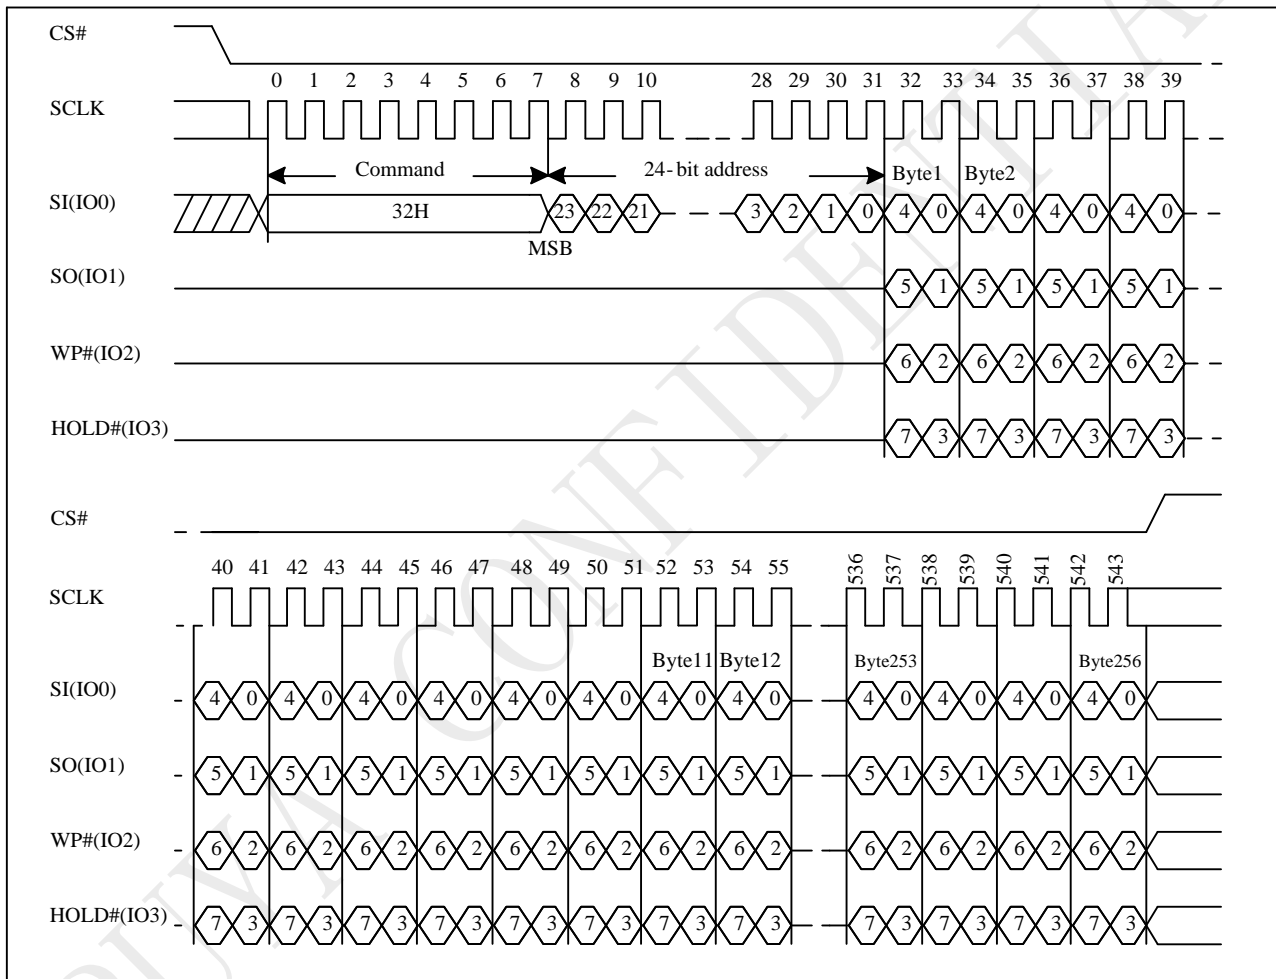 CS#
0 1 2 3 4 5 6 7 8 9 10 28 29 30 31 32 33 34 35 36 37 38 39
SCLK
Command 24-bit address Byte1 Byte2
SI(IO0) 32H 23 22 21 3 2 1 0 4 0 4 0 4 0 4 0
MSB
SO(IO1) 5 1 5 1 5 1 5 1
WP#(IO2) 6 2 6 2 6 2 6 2
HOLD#(IO3) 7 3 7 3 7 3 7 3
CS#
40 41 42 43 44 45 46 47 48 49 50 51 52 53 54 55 536 537 538 539 540 541 542 543
SCLK
Byte11 Byte12 Byte253 Byte256
SI(IO0) 4 0 4 0 4 0 4 0 4 0 4 0 4 0 4 0 4 0 4 0 4 0 4 0
SO(IO1) 5 1 5 1 5 1 5 1 5 1 5 1 5 1 5 1 5 1 5 1 5 1 5 1
WP#(IO2) 6 2 6 2 6 2 6 2 6 2 6 2 6 2 6 2 6 2 6 2 6 2 6 2
HOLD#(IO3) 7 3 7 3 7 3 7 3 7 3 7 3 7 3 7 3 7 3 7 3 7 3 7 3
PUYA CONFIDENTIA